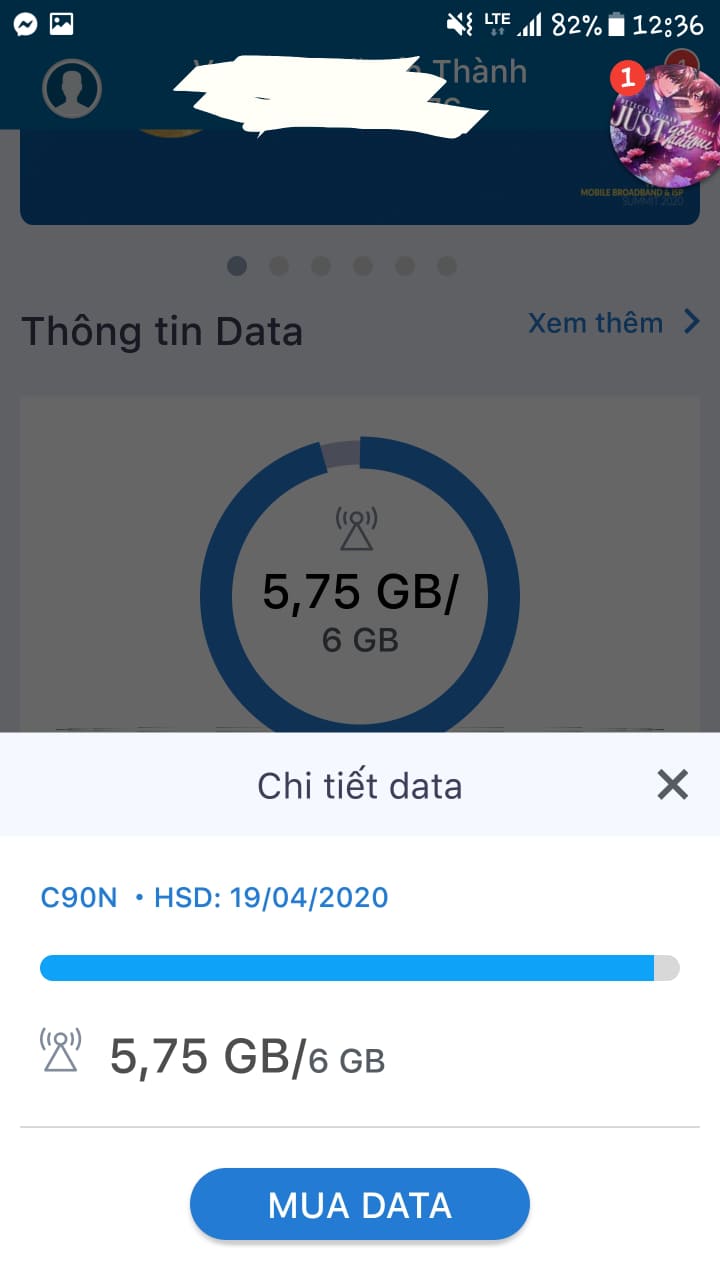 LTE 82% 12:36
Thành
1
JUST
MOBILE BROADBAND & ISP
SUMMIT 2020
Thông tin Data
Xem thêm
5,75 GB/
6 GB
Chi tiết data
C90N • HSD: 19/04/2020
5,75 GB/6 GB
MUA DATA